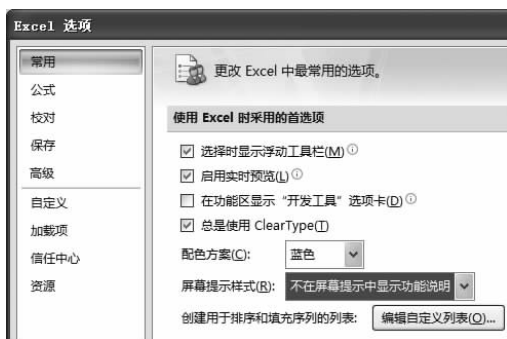 Excel 选项
常用
公式
校对
保存
高级
自定义
加载项
信任中心
资源
更改 Excel 中最常用的选项。
使用 Excel 时采用的首选项
选择时显示浮动工具栏(M)
启用实时预览(L)
在功能区显示“开发工具”选项卡(D)
总是使用 ClearType(T)
配色方案(C): 蓝色
屏幕提示样式(R): 不在屏幕提示中显示功能说明
创建用于排序和填充序列的列表: 编辑自定义列表(O)...